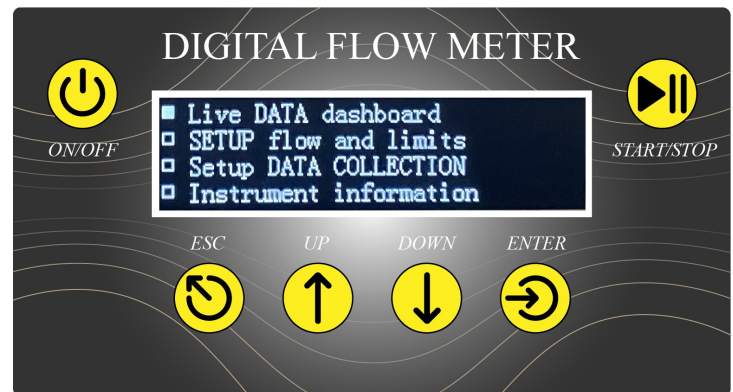 DIGITAL FLOW METER
ON/OFF
Live DATA dashboard
SETUP flow and limits
Setup DATA COLLECTION
Instrument information
START/STOP
ESC
UP
DOWN
ENTER